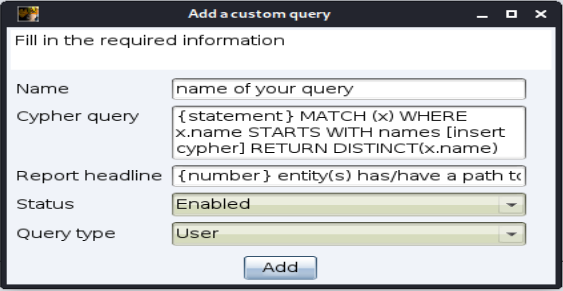 Add a custom query
Fill in the required information
Name
name of your query
Cypher query
{statement} MATCH (x) WHERE
x.name STARTS WITH names [insert
cypher] RETURN DISTINCT(x.name)
Report headline
{number} entity(s) has/have a path to
Status
Enabled
Query type
User
Add